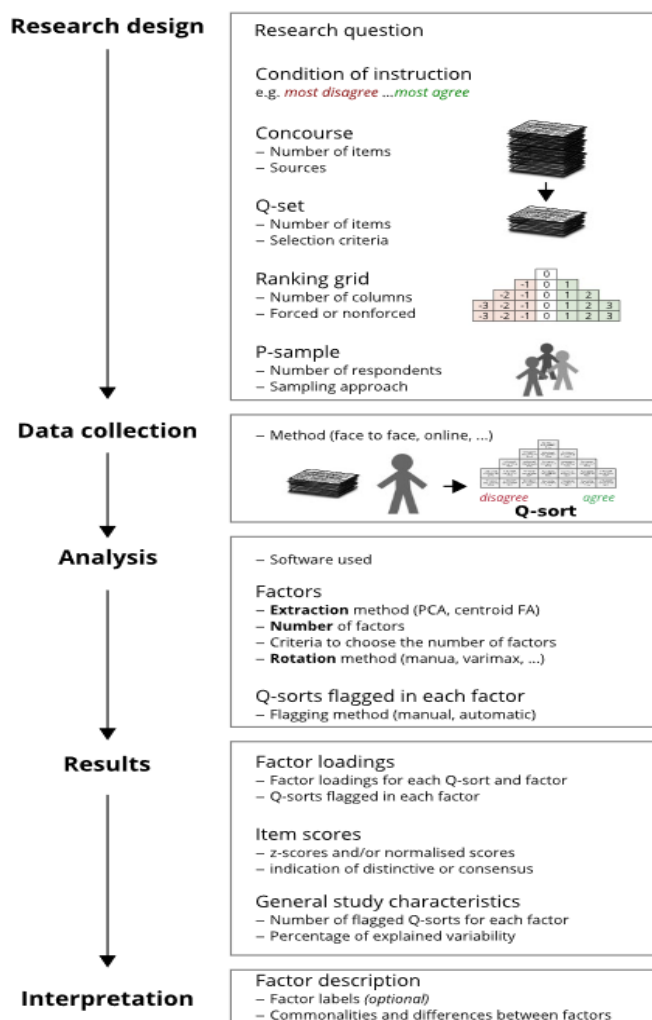 Research design
Research question
Condition of instruction
e.g. most disagree ...most agree
Concourse
– Number of items
– Sources
Q-set
– Number of items
– Selection criteria
Ranking grid
– Number of columns
– Forced or nonforced
0
-1 0 1
-2 -1 0 1 2
-3 -2 -1 0 1 2 3
-3 -2 -1 0 1 2 3
P-sample
– Number of respondents
– Sampling approach
Data collection
– Method (face to face, online, ...)
disagree agree
Q-sort
Analysis
– Software used
Factors
– Extraction method (PCA, centroid FA)
– Number of factors
– Criteria to choose the number of factors
– Rotation method (manua, varimax, ...)
Q-sorts flagged in each factor
– Flagging method (manual, automatic)
Results
Factor loadings
– Factor loadings for each Q-sort and factor
– Q-sorts flagged in each factor
Item scores
– z-scores and/or normalised scores
– indication of distinctive or consensus
General study characteristics
– Number of flagged Q-sorts for each factor
– Percentage of explained variability
Interpretation
Factor description
– Factor labels (optional)
– Commonalities and differences between factors